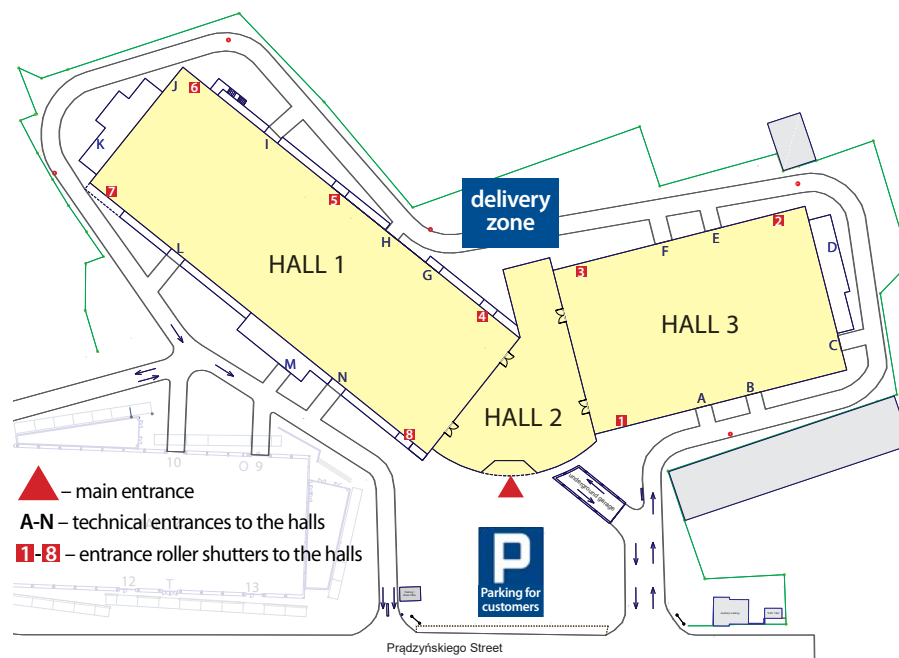 J
6
K
I
7
5
delivery
zone
2
H
E
F
D
L
HALL 1
G
3
4
HALL 3
C
M
N
A
B
HALL 2
1
8
10
O
9
underground garage
– main entrance
A-N – technical entrances to the halls
1-8 – entrance roller shutters to the halls
P
Parking for
customers
12
T
13
Prądzyńskiego Street